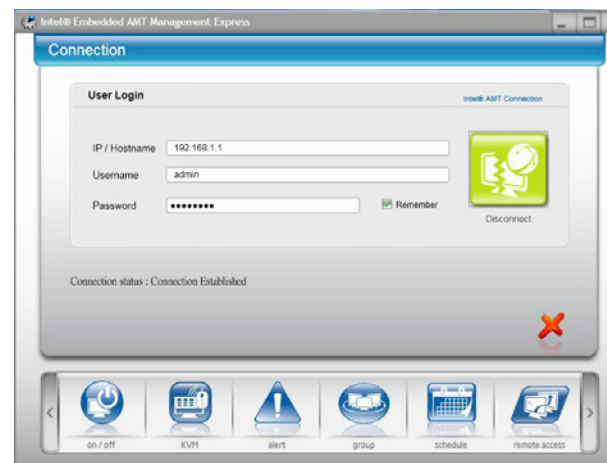 Intel® Embedded AMT Management Express
Connection
User Login
Intel® AMT Connection
IP / Hostname 192.168.1.1
Username admin
Password ••••••••
Remember
Disconnect
Connection status : Connection Established
on / off KVM alert group schedule remote access